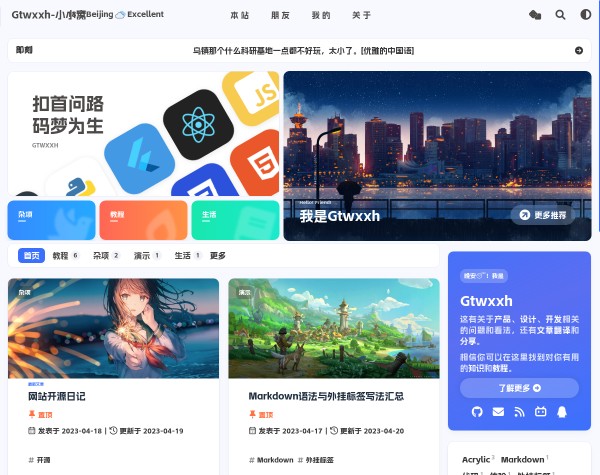 Gtwxxh-小窝
Beijing Excellent
本站 朋友 我的 关于
即刻 乌镇那个什么科研基地一点都不好玩，太小了。[优雅的中国话]
扣首问路
码梦为生
GTWXXH
JS
杂项
教程
生活
Hello! Friends
我是Gtwxxh
更多推荐
首页 教程 6 杂项 2 演示 1 生活 1 更多
杂项
最新文章
网站开源日记
置顶
发表于 2023-04-18 | 更新于 2023-04-19
# 开源
演示
Markdown语法与外挂标签写法汇总
置顶
发表于 2023-04-17 | 更新于 2023-04-20
# Markdown # 外挂标签
Gtwxxh
这有关于产品、设计、开发相关
的问题和看法，还有文章翻译和
分享。
相信你可以在这里找到对你有用
的知识和教程。
了解更多
Acrylic 3 Markdown 1